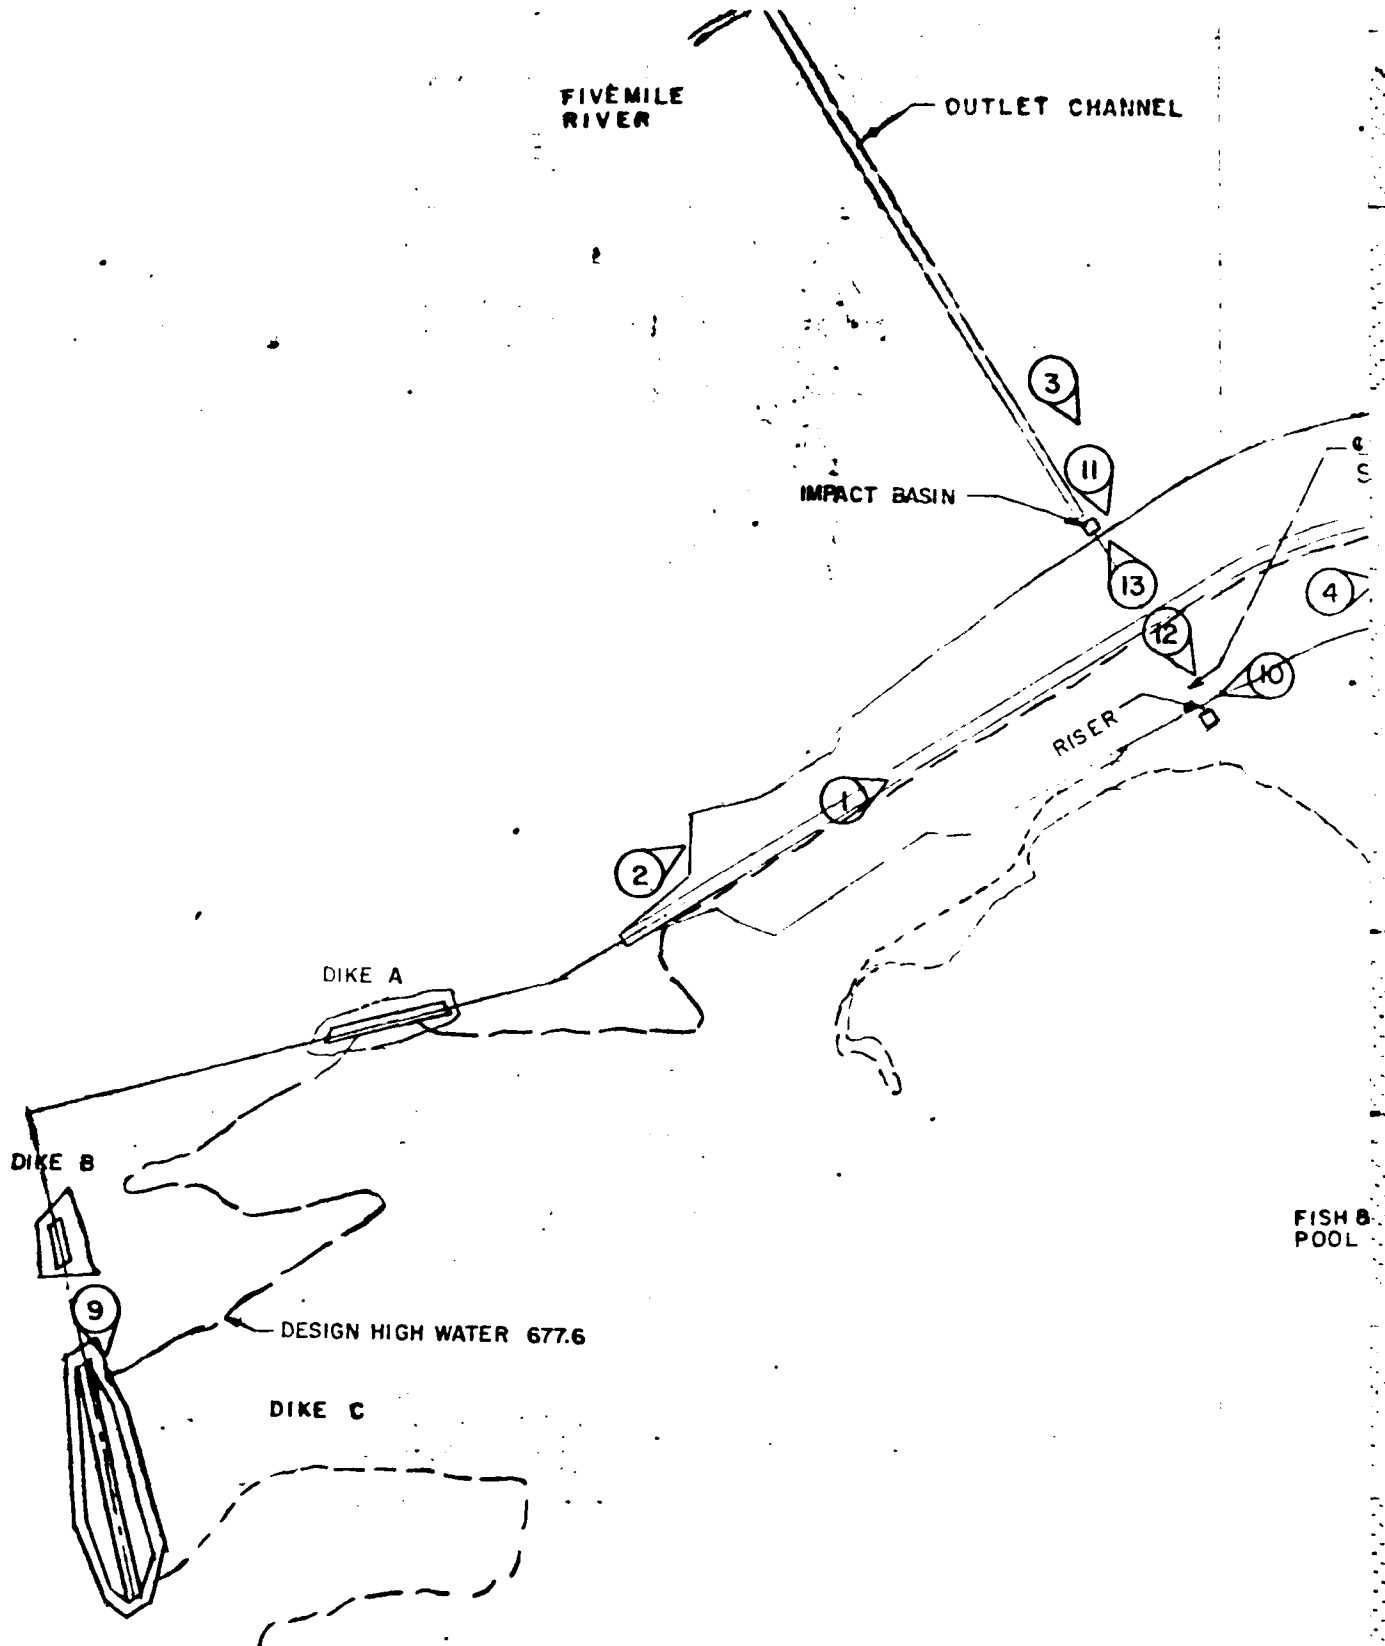 FIVEMILE
RIVER
OUTLET CHANNEL
3
11
IMPACT BASIN
S
13
4
12
10
RISER
1
2
DIKE A
DIKE B
FISH &
POOL
9
DESIGN HIGH WATER 677.6
DIKE C